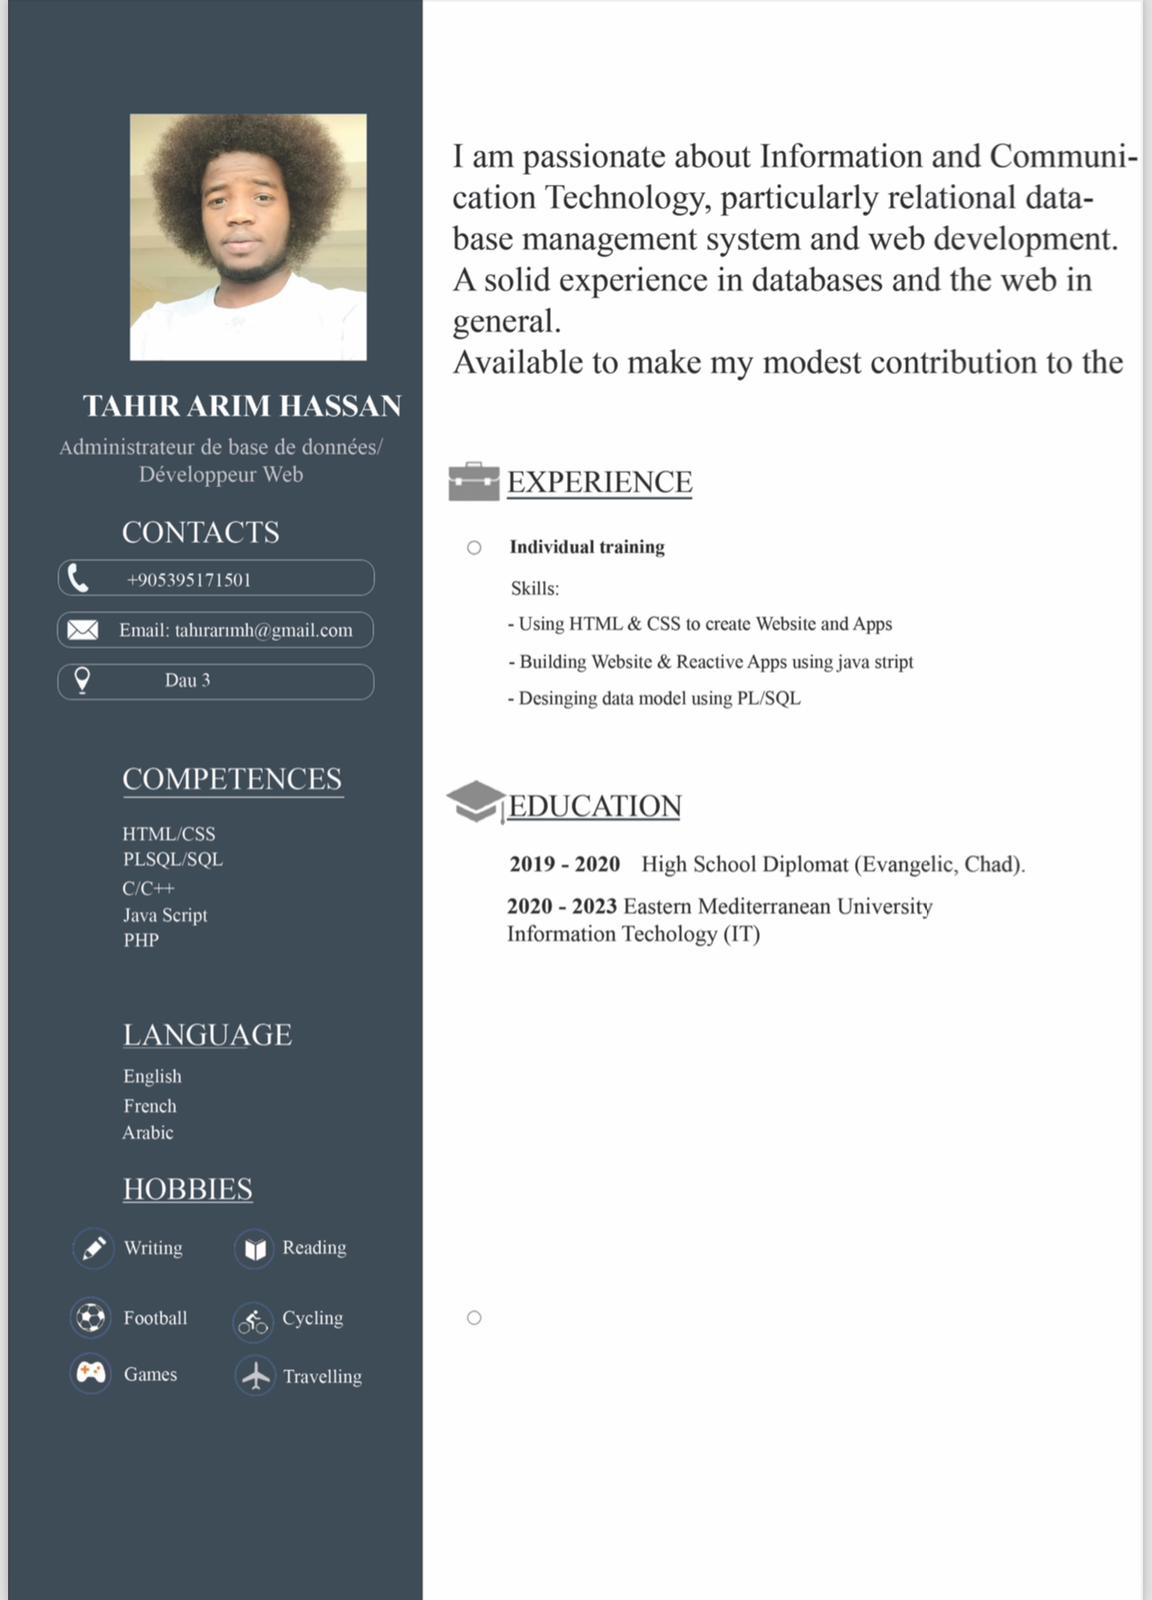 TAHIR ARIM HASSAN
Administrateur de base de données/
Développeur Web
CONTACTS
+905395171501
Email: tahırarımh@gmail.com
Dau 3
COMPETENCES
HTML/CSS
PLSQL/SQL
C/C++
Java Script
PHP
LANGUAGE
English
French
Arabic
HOBBIES
Writing
Reading
Football
Cycling
Games
Travelling
I am passionate about Information and Communi-
cation Technology, particularly relational data-
base management system and web development.
A solid experience in databases and the web in
general.
Available to make my modest contribution to the
EXPERIENCE
Individual training
Skills:
- Using HTML & CSS to create Website and Apps
- Building Website & Reactive Apps using java stript
- Desinging data model using PL/SQL
EDUCATION
2019 - 2020 High School Diplomat (Evangelic, Chad).
2020 - 2023 Eastern Mediterranean University
Information Techology (IT)